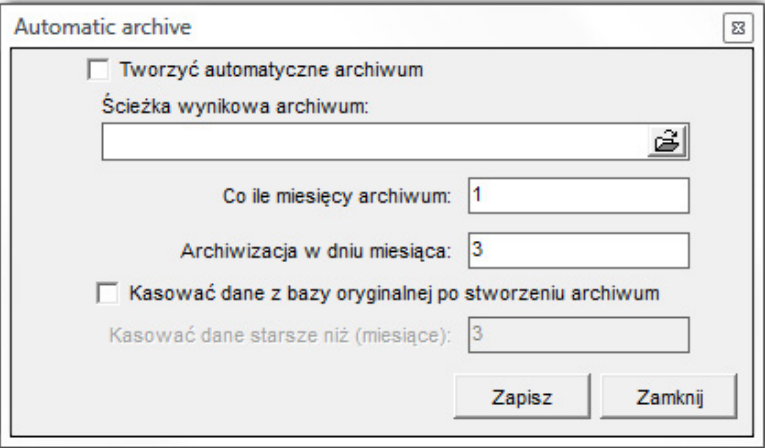 Automatic archive
Tworzyć automatyczne archiwum
Ścieżka wynikowa archiwum:
Co ile miesięcy archiwum: 1
Archiwizacja w dniu miesiąca: 3
Kasować dane z bazy oryginalnej po stworzeniu archiwum
Kasować dane starsze niż (miesiące): 3
Zapisz Zamknij